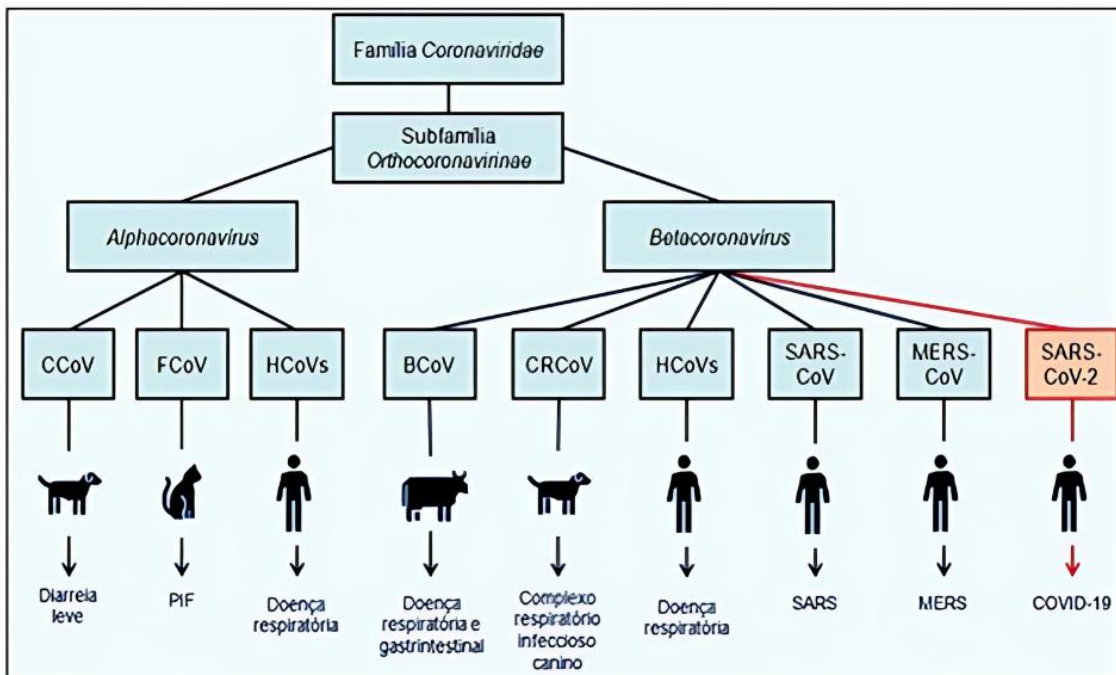 Família Coronaviridae
Subfamília
Orthocoronavirinae
Alphacoronavírus
Betacoronavírus
CCoV
FCoV
HCoVs
BCoV
CRCoV
HCoVs
SARS-
CoV
MERS-
CoV
SARS-
CoV-2
Diarreia
leve
PIF
Doença
respiratória
Doença
respiratória e
gastrintestinal
Complexo
respiratório
infeccioso
canino
Doença
respiratória
SARS
MERS
COVID-19